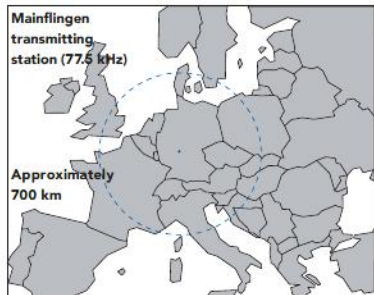 Mainflingen
transmitting
station (77.5 kHz)
Approximately
700 km